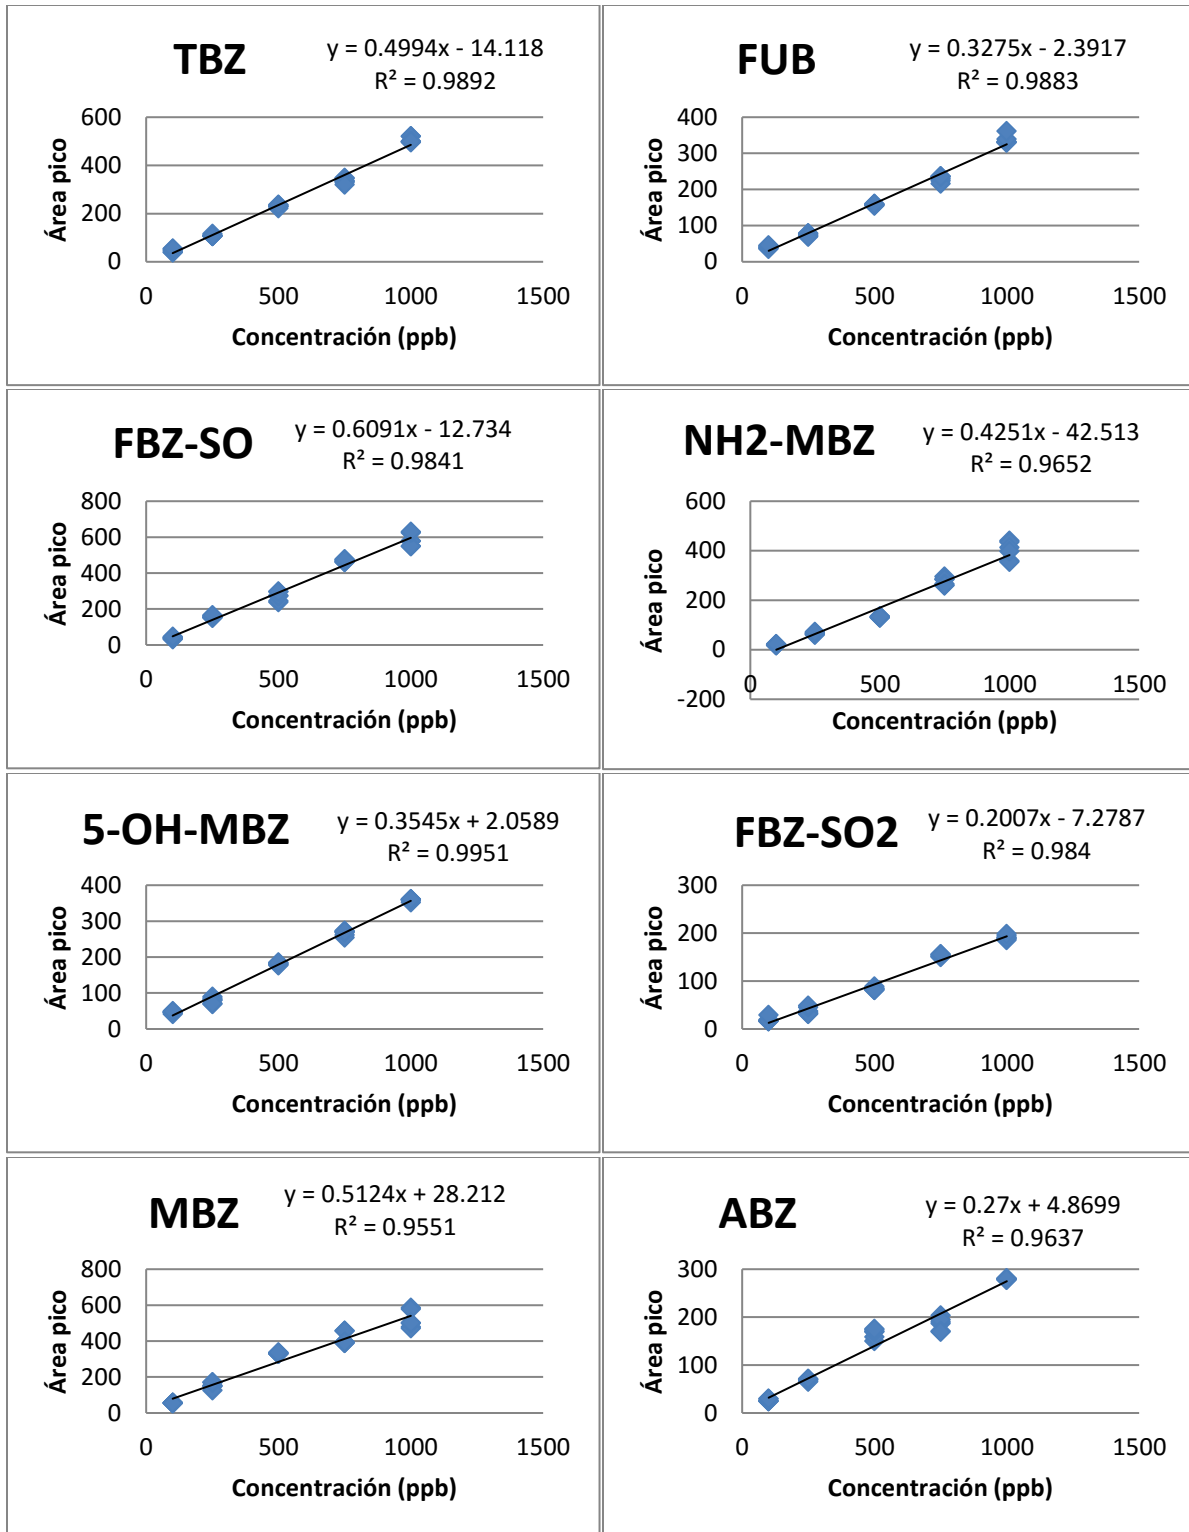 TBZ
y = 0.4994x - 14.118
R² = 0.9892
600
400
200
0
0 500 1000 1500
Área pico
Concentración (ppb)
FUB
y = 0.3275x - 2.3917
R² = 0.9883
400
300
200
100
0
0 500 1000 1500
Área pico
Concentración (ppb)
FBZ-SO
y = 0.6091x - 12.734
R² = 0.9841
800
600
400
200
0
0 500 1000 1500
Área pico
Concentración (ppb)
NH2-MBZ
y = 0.4251x - 42.513
R² = 0.9652
600
400
200
0
-200
0 500 1000 1500
Área pico
Concentración (ppb)
5-OH-MBZ
y = 0.3545x + 2.0589
R² = 0.9951
400
300
200
100
0
0 500 1000 1500
Área pico
Concentración (ppb)
FBZ-SO2
y = 0.2007x - 7.2787
R² = 0.984
300
200
100
0
0 500 1000 1500
Área pico
Concentración (ppb)
MBZ
y = 0.5124x + 28.212
R² = 0.9551
800
600
400
200
0
0 500 1000 1500
Área pico
Concentración (ppb)
ABZ
y = 0.27x + 4.8699
R² = 0.9637
300
200
100
0
0 500 1000 1500
Área pico
Concentración (ppb)